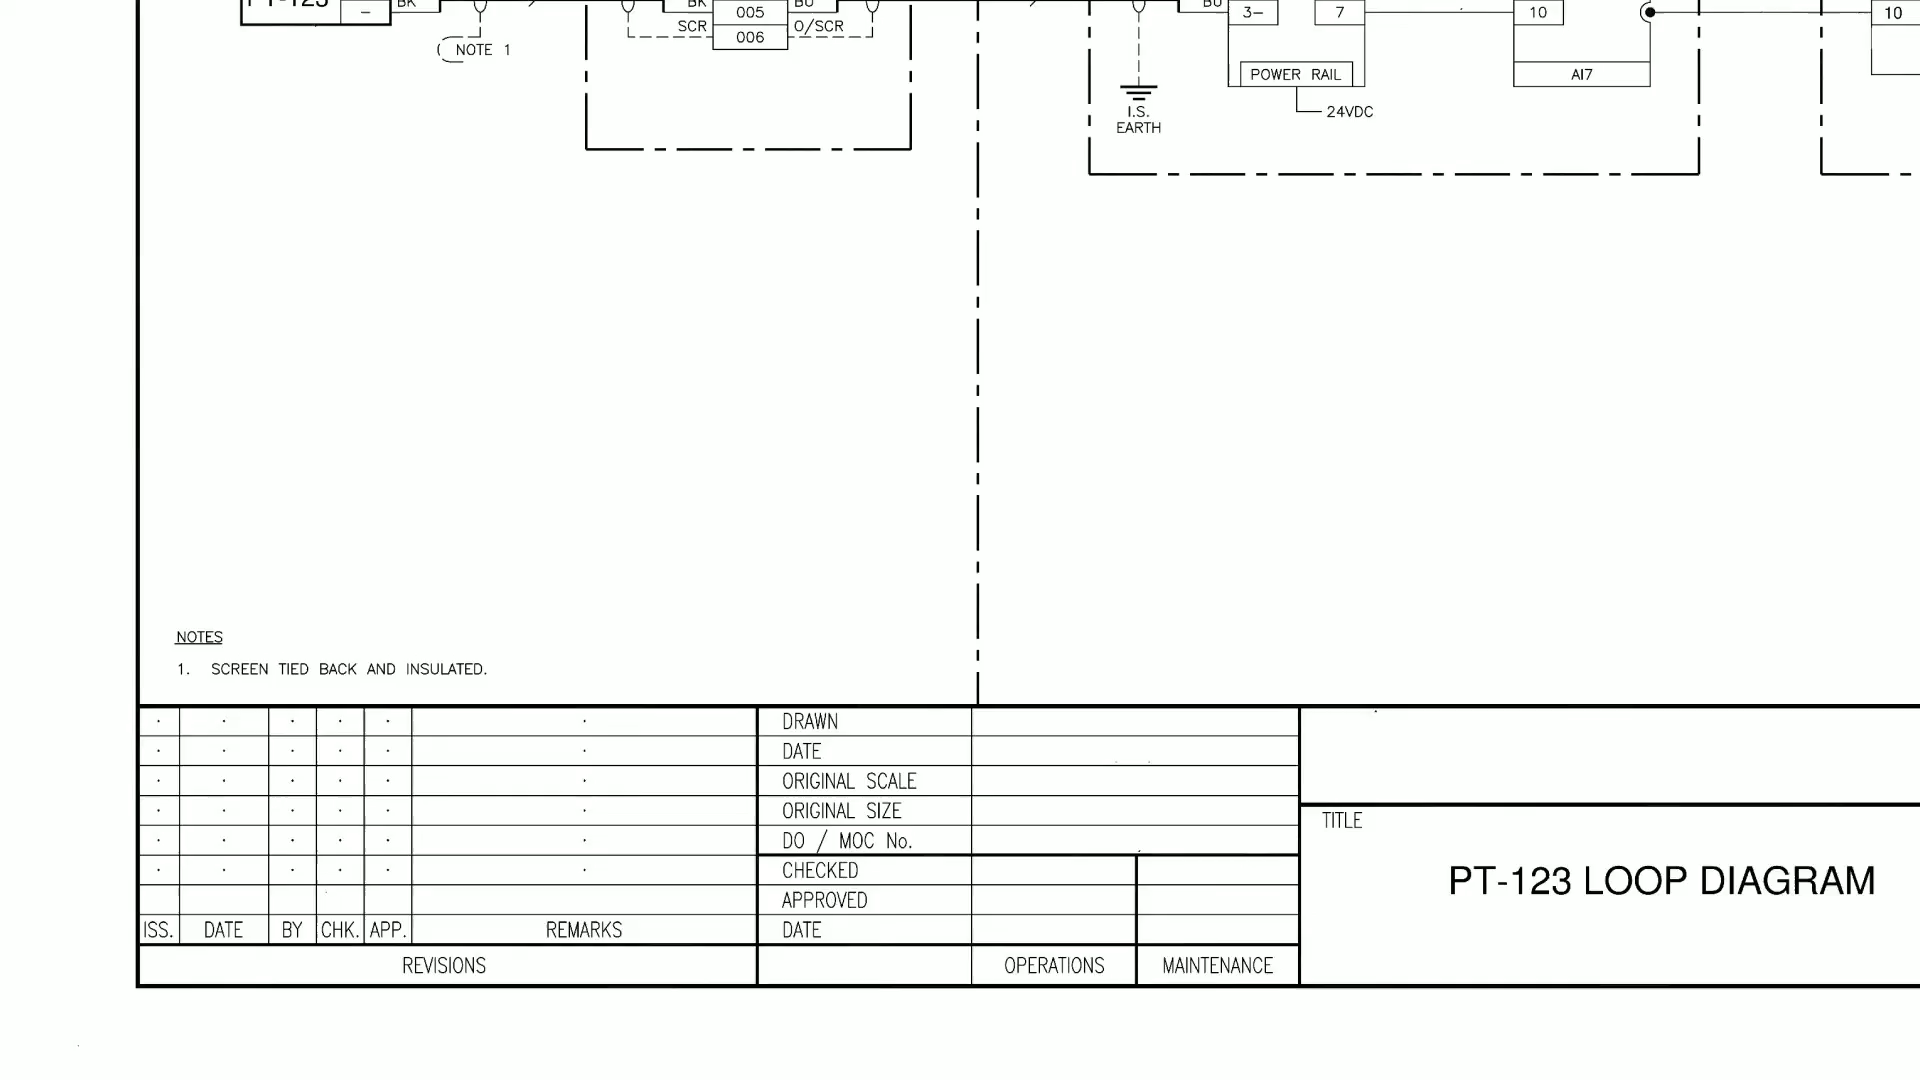 PT-123
–
BK
BK
005
BU
SCR
006
O/SCR
NOTE 1
BU
3–
7
10
10
POWER RAIL
AI7
24VDC
I.S.
EARTH
NOTES
1. SCREEN TIED BACK AND INSULATED.
DRAWN
DATE
ORIGINAL SCALE
ORIGINAL SIZE
DO / MOC No.
CHECKED
APPROVED
ISS. DATE BY CHK. APP. REMARKS DATE
REVISIONS OPERATIONS MAINTENANCE
TITLE
PT-123 LOOP DIAGRAM